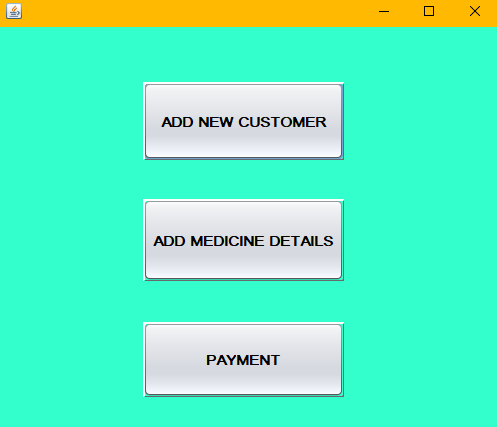 ADD NEW CUSTOMER
ADD MEDICINE DETAILS
PAYMENT